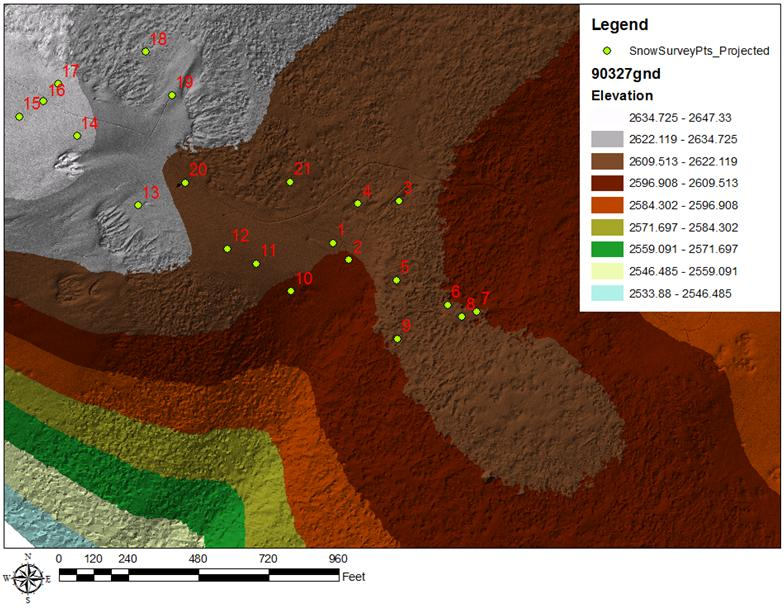 Legend
SnowSurveyPts_Projected
90327gnd
Elevation
2634.725 - 2647.33
2622.119 - 2634.725
2609.513 - 2622.119
2596.908 - 2609.513
2584.302 - 2596.908
2571.697 - 2584.302
2559.091 - 2571.697
2546.485 - 2559.091
2533.88 - 2546.485
18
17
16
19
15
14
20
21
13
4
3
12
1
11
2
5
10
6
7
8
9
N
W E
S
0 120 240 480 720 960
Feet